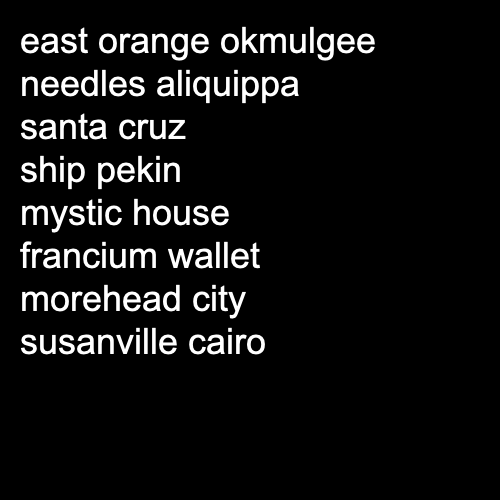 east orange okmulgee
needles aliquippa
santa cruz
ship pekin
mystic house
francium wallet
morehead city
susanville cairo